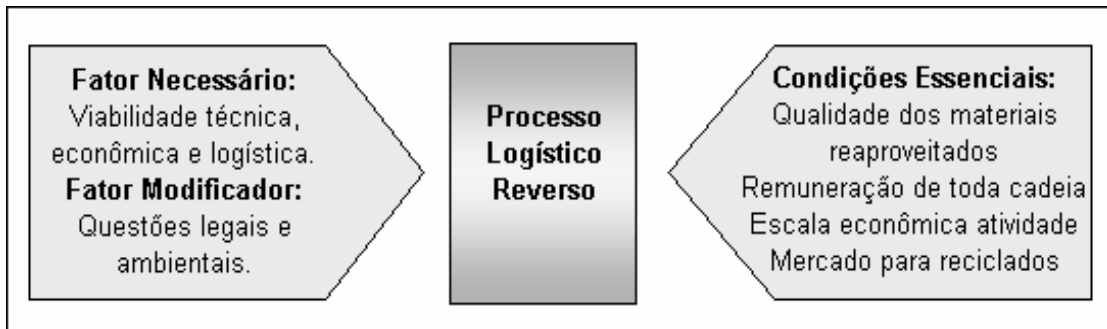 Fator Necessário:
Viabilidade técnica,
econômica e logística.
Fator Modificador:
Questões legais e
ambientais.
Processo
Logístico
Reverso
Condições Essenciais:
Qualidade dos materiais
reaproveitados
Remuneração de toda cadeia
Escala econômica atividade
Mercado para reciclados